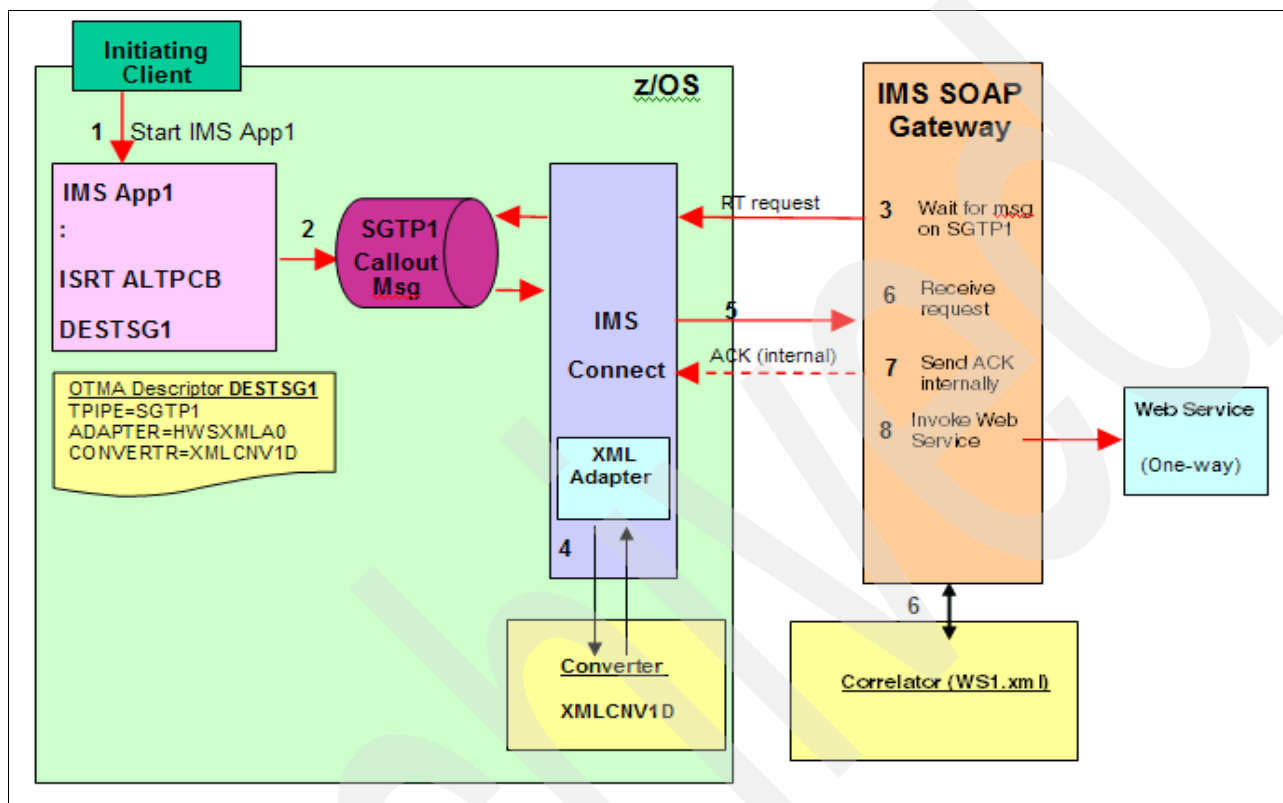 Initiating
Client
z/OS
1 Start IMS App1
IMS App1
:
ISRT ALTPCB
DESTSG1
2
SGTP1
Callout
Msg
OTMA Descriptor DESTSG1
TPIPE=SGTP1
ADAPTER=HWSXMLA0
CONVERTR=XMLCNV1D
IMS
Connect
XML
Adapter
4
Converter
XMLCNV1D
RT request
5
ACK (internal)
IMS SOAP
Gateway
3 Wait for msg
on SGTP1
6 Receive
request
7 Send ACK
internally
8 Invoke Web
Service
6
Correlator (WS1.xml)
Web Service
(One-way)